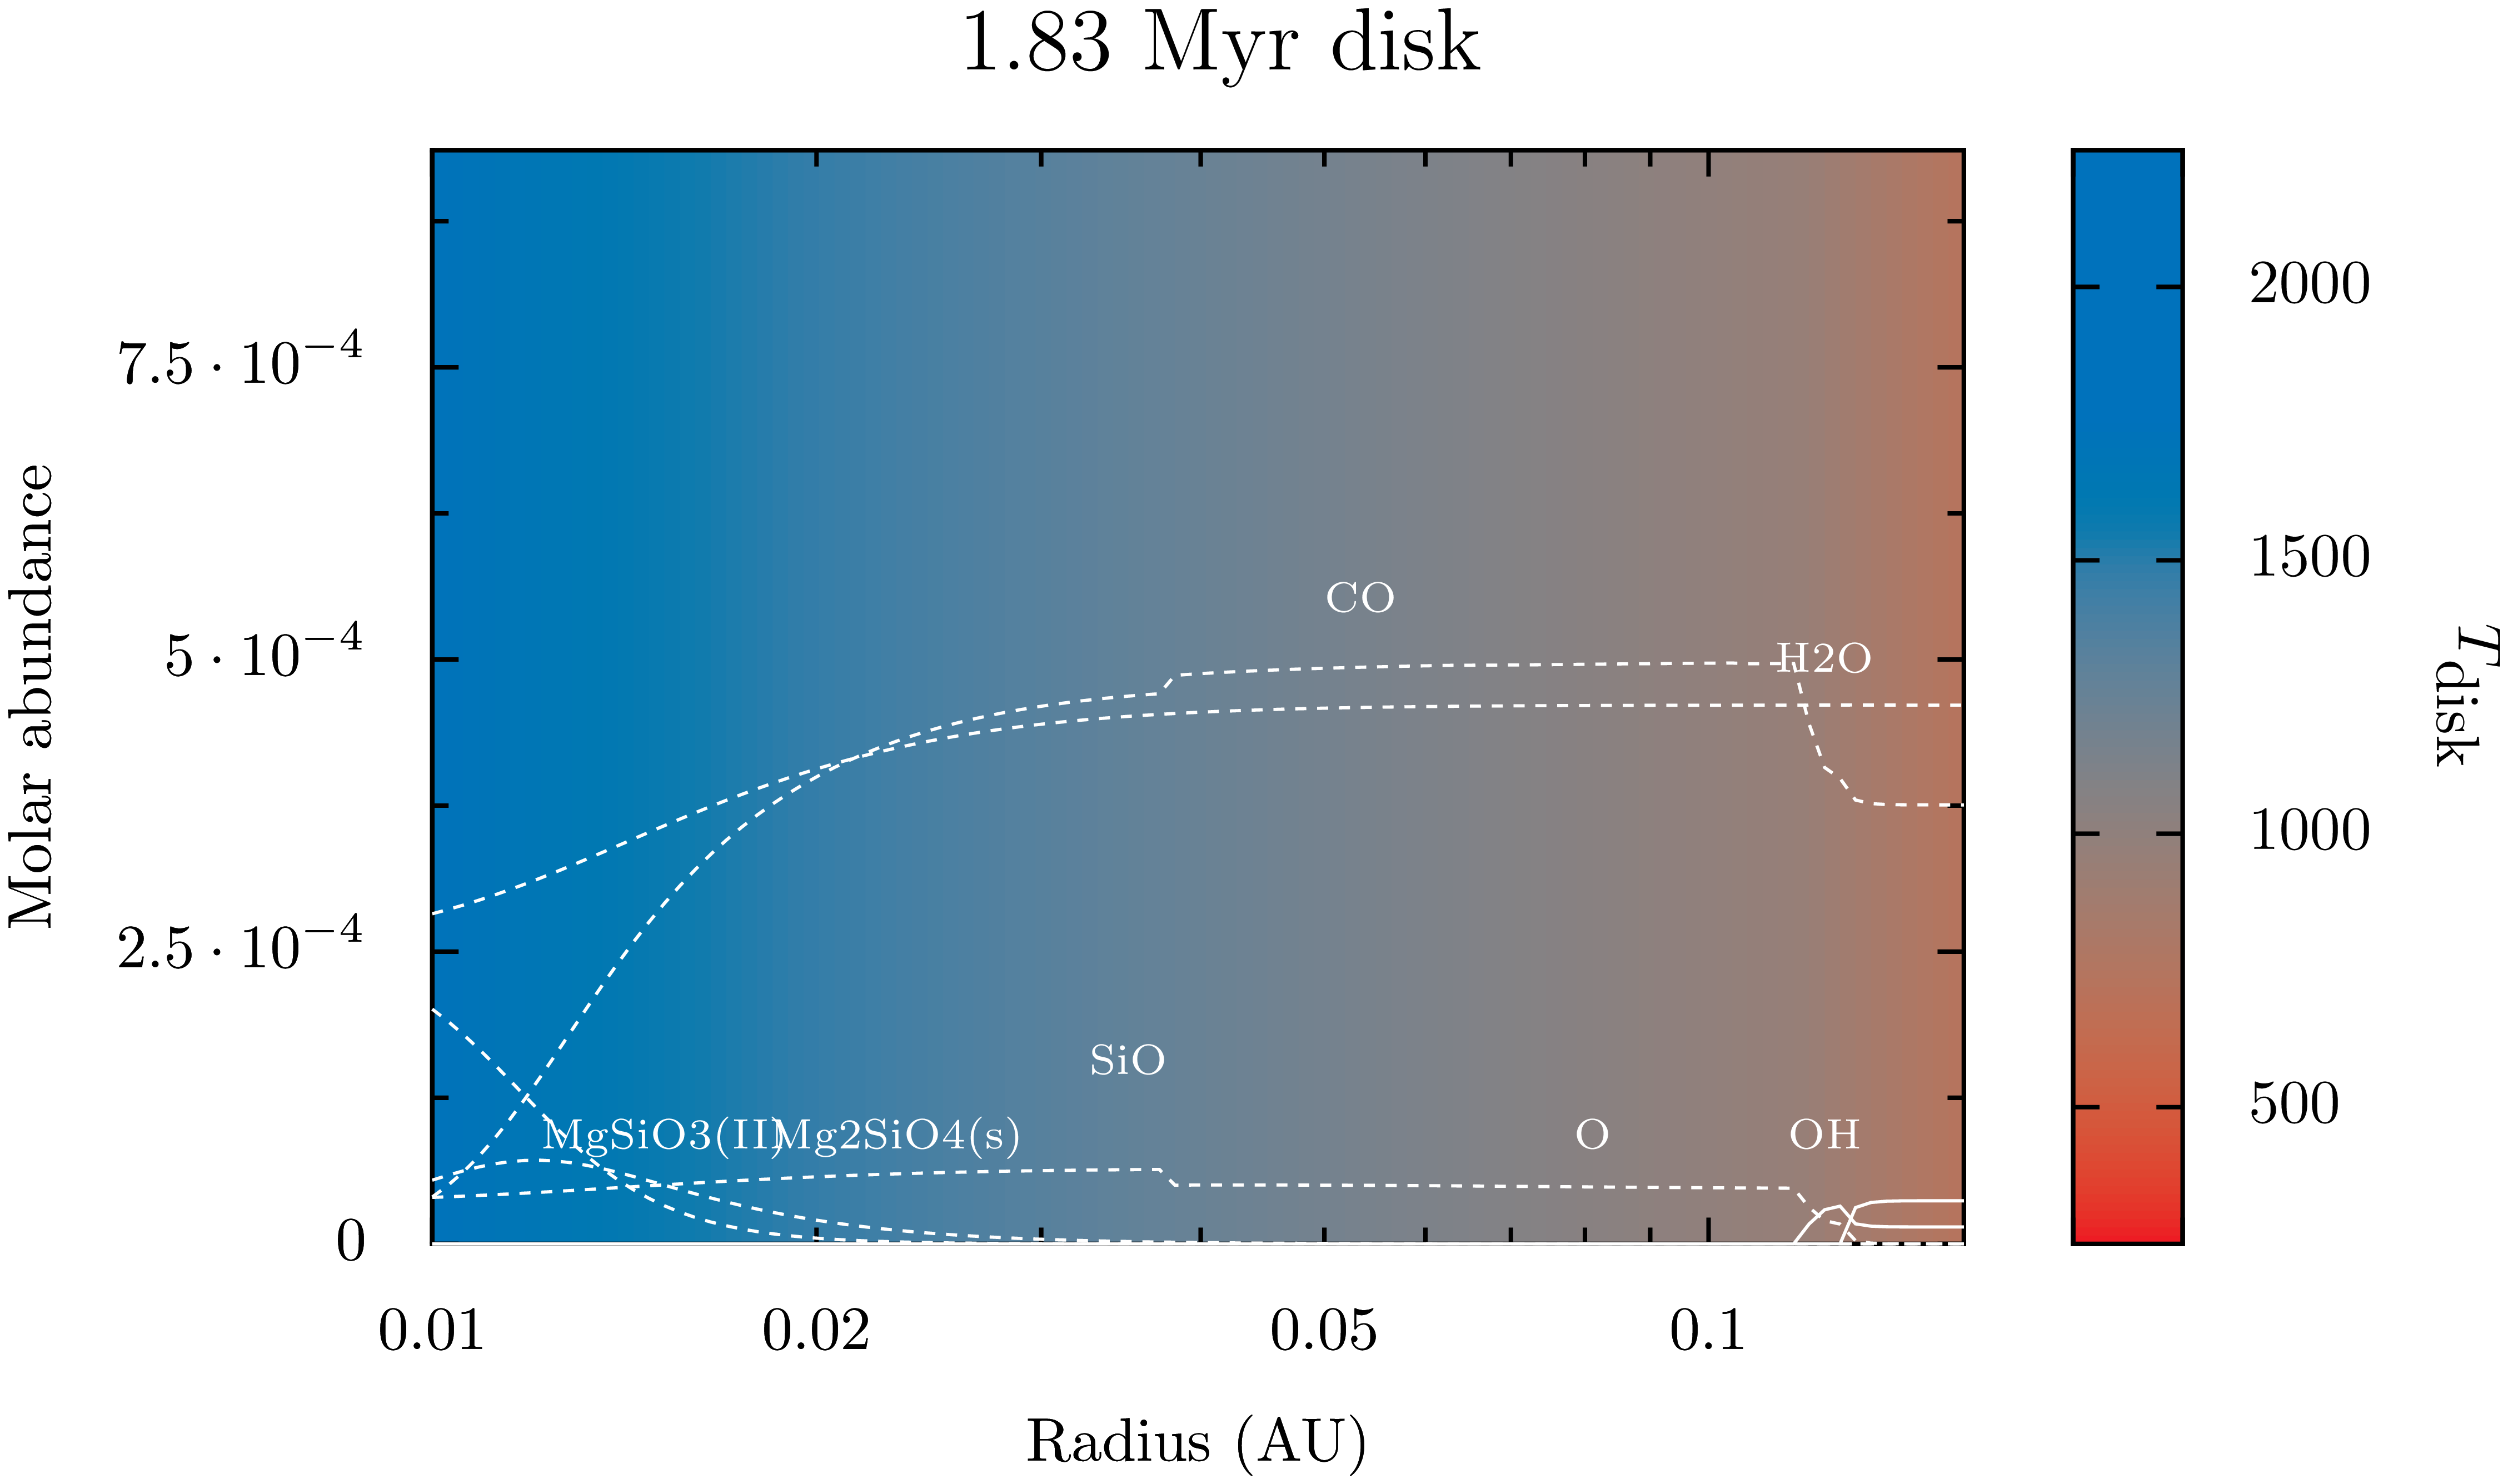 1.83 Myr disk
Molar abundance
7.5 · 10⁻⁴
5 · 10⁻⁴
2.5 · 10⁻⁴
0
CO
H2O
SiO
MgSiO3(II)
Mg2SiO4(s)
O
OH
0.01
0.02
0.05
0.1
Radius (AU)
2000
1500
1000
500
T disk